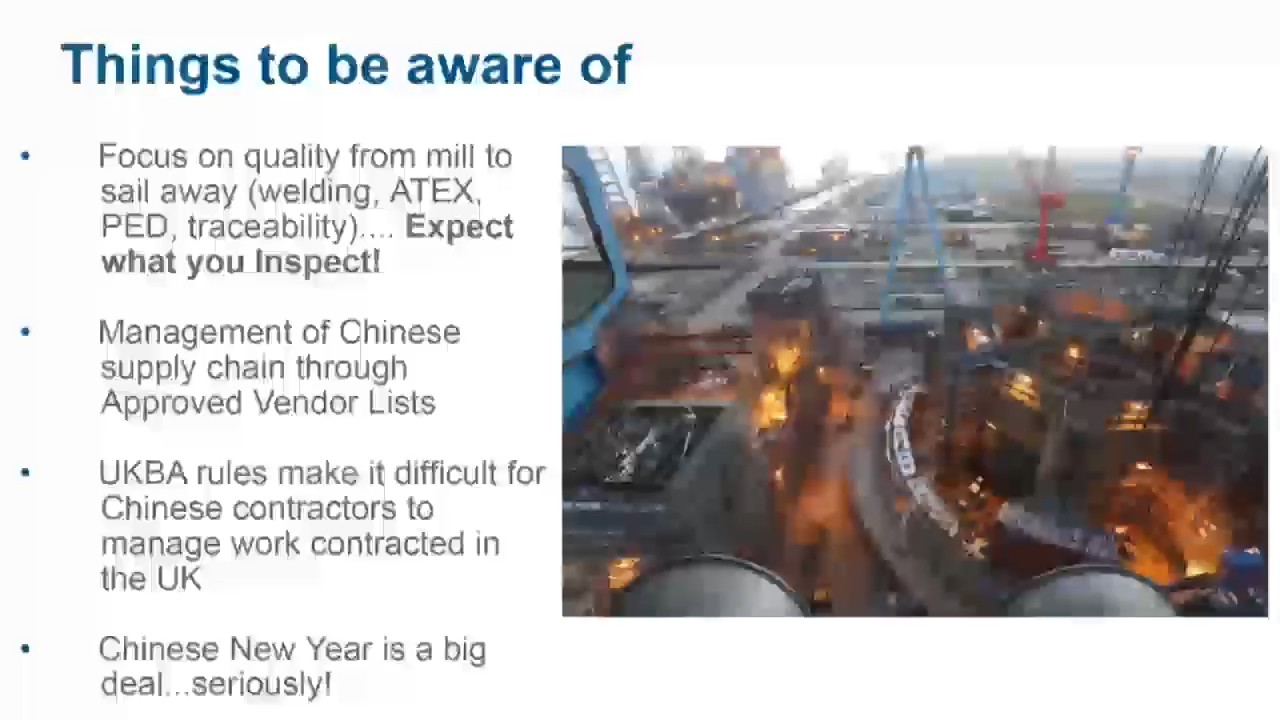 Things to be aware of
• Focus on quality from mill to
sail away (welding, ATEX,
PED, traceability).... Expect
what you Inspect!
• Management of Chinese
supply chain through
Approved Vendor Lists
• UKBA rules make it difficult for
Chinese contractors to
manage work contracted in
the UK
• Chinese New Year is a big
deal...seriously!